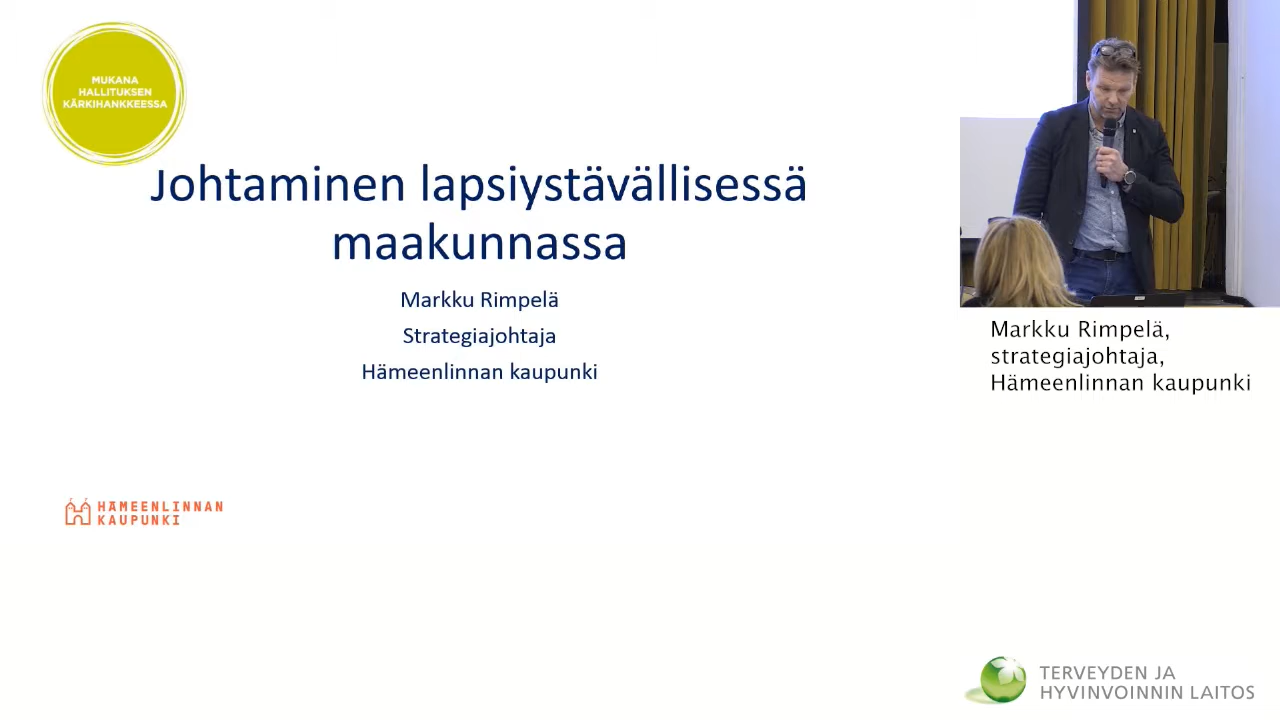 MUKANA
HALLITUKSEN
KÄRKIHANKKEESSA
Johtaminen lapsiystävällisessä
maakunnassa
Markku Rimpelä
Strategiajohtaja
Hämeenlinnan kaupunki
HÄMEENLINNAN
KAUPUNKI
Markku Rimpelä,
strategiajohtaja,
Hämeenlinnan kaupunki
TERVEYDEN JA
HYVINVOINNIN LAITOS